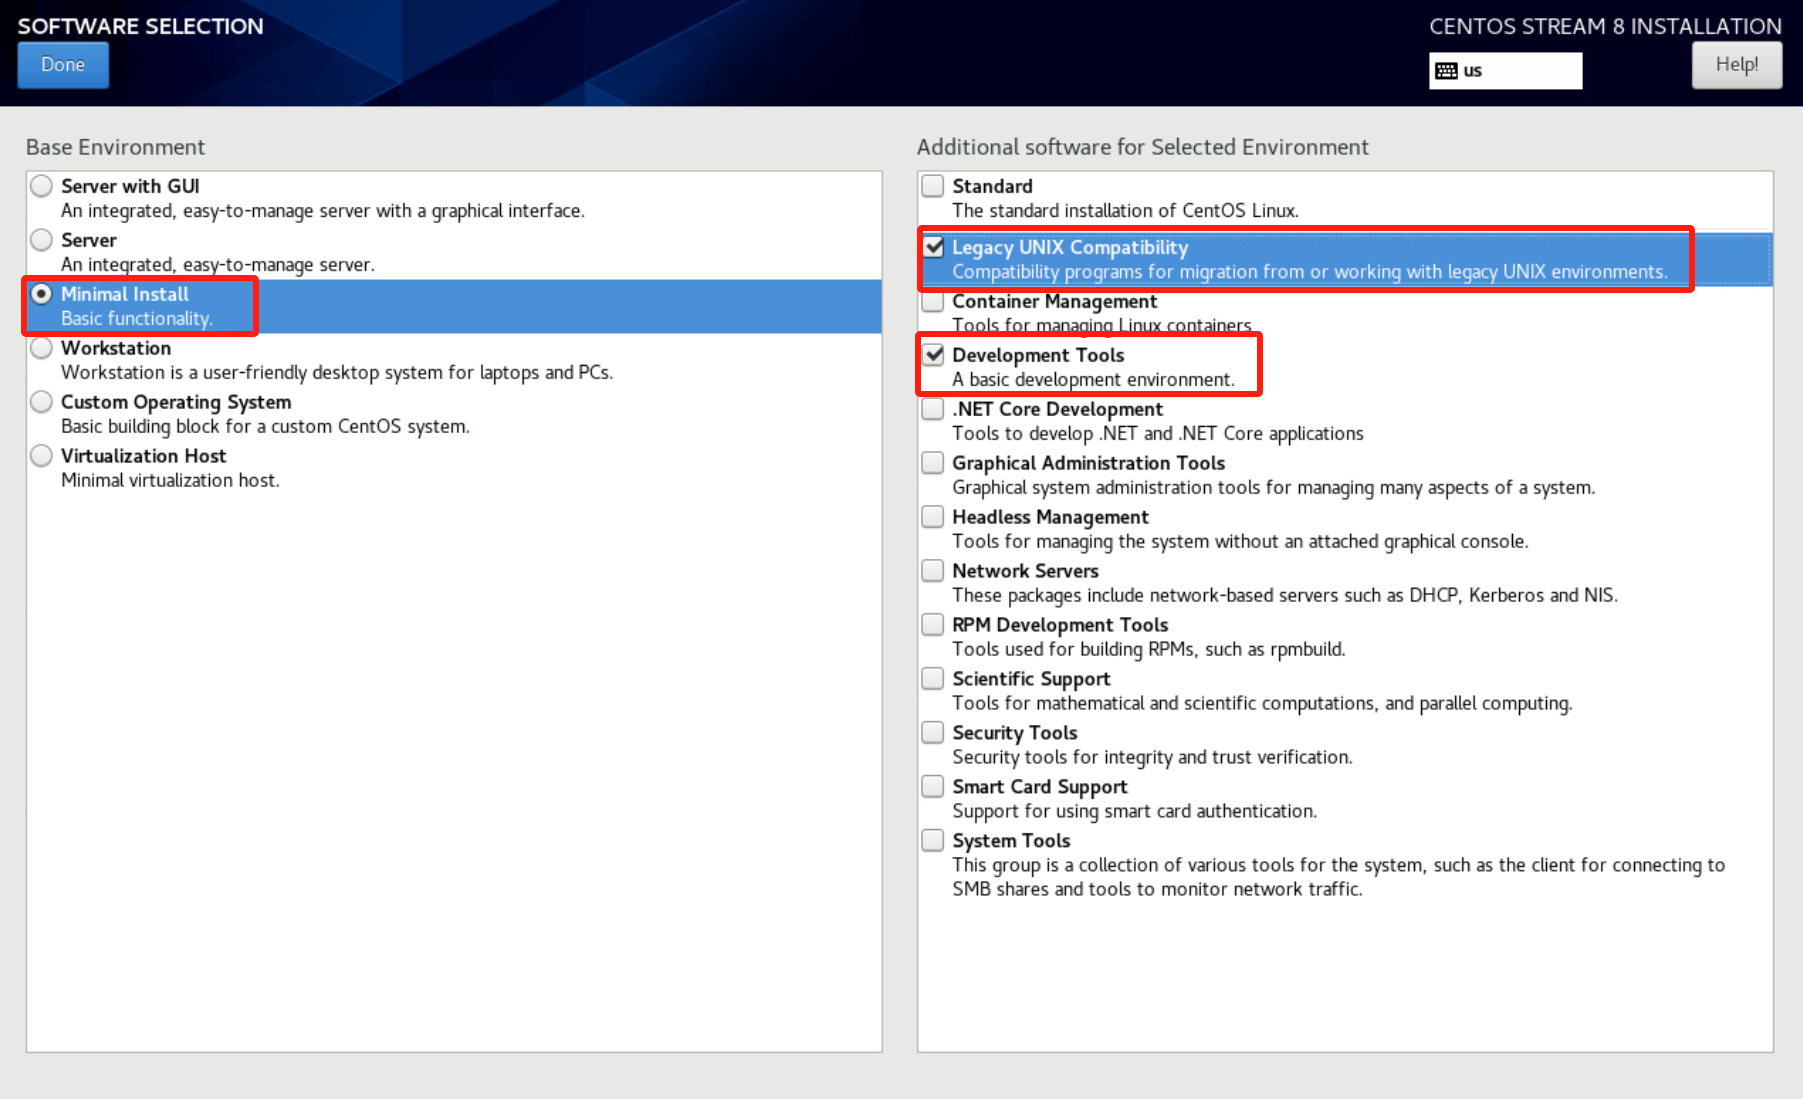 SOFTWARE SELECTION
Done
CENTOS STREAM 8 INSTALLATION
us
Help!
Base Environment
Server with GUI
An integrated, easy-to-manage server with a graphical interface.
Server
An integrated, easy-to-manage server.
Minimal Install
Basic functionality.
Workstation
Workstation is a user-friendly desktop system for laptops and PCs.
Custom Operating System
Basic building block for a custom CentOS system.
Virtualization Host
Minimal virtualization host.
Additional software for Selected Environment
Standard
The standard installation of CentOS Linux.
Legacy UNIX Compatibility
Compatibility programs for migration from or working with legacy UNIX environments.
Container Management
Tools for managing Linux containers
Development Tools
A basic development environment.
.NET Core Development
Tools to develop .NET and .NET Core applications
Graphical Administration Tools
Graphical system administration tools for managing many aspects of a system.
Headless Management
Tools for managing the system without an attached graphical console.
Network Servers
These packages include network-based servers such as DHCP, Kerberos and NIS.
RPM Development Tools
Tools used for building RPMs, such as rpmbuild.
Scientific Support
Tools for mathematical and scientific computations, and parallel computing.
Security Tools
Security tools for integrity and trust verification.
Smart Card Support
Support for using smart card authentication.
System Tools
This group is a collection of various tools for the system, such as the client for connecting to
SMB shares and tools to monitor network traffic.